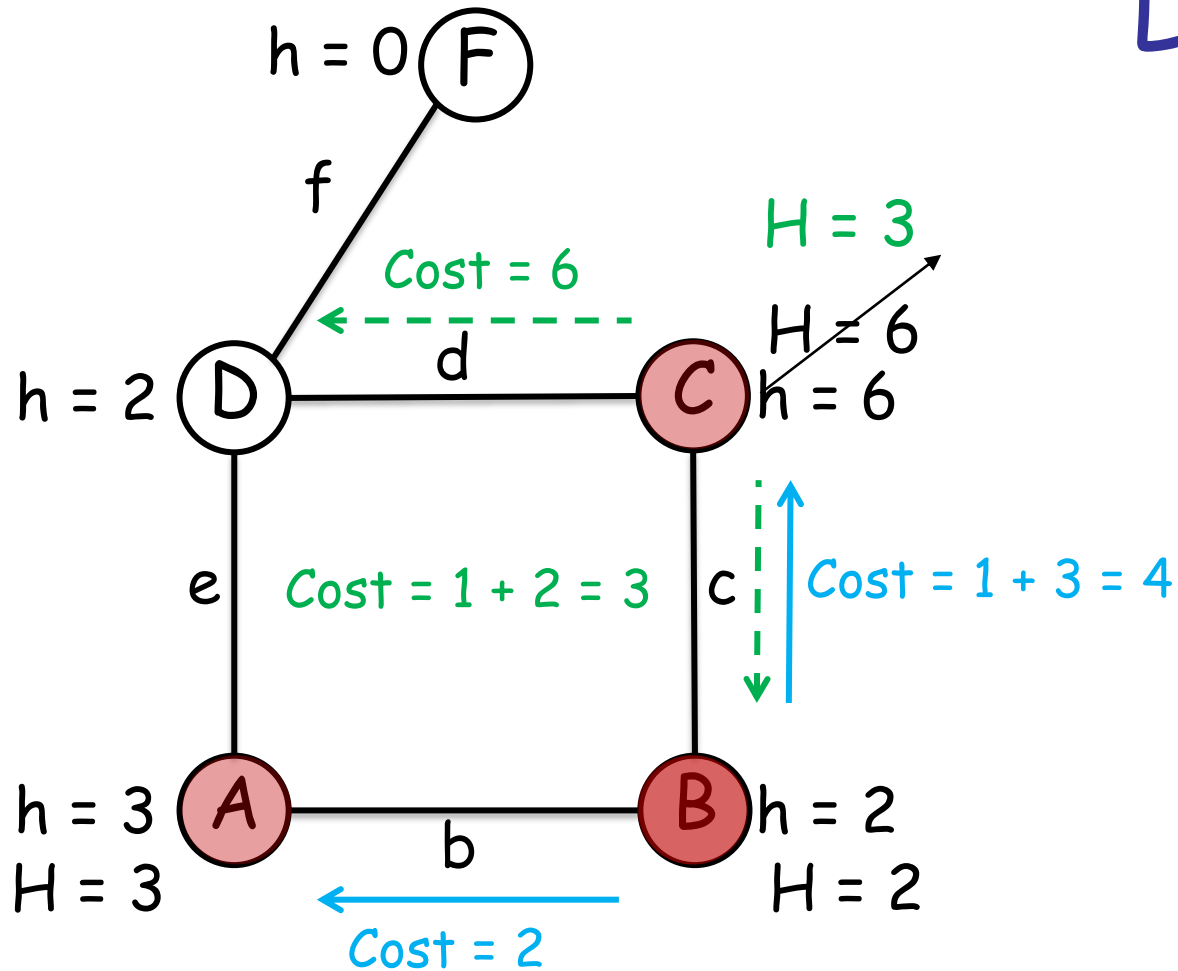 h = 0
F
f
H = 3
Cost = 6
H = 6
d
h = 2
D
C
h = 6
e
Cost = 1 + 2 = 3
c
Cost = 1 + 3 = 4
h = 3
A
B
h = 2
b
H = 3
H = 2
Cost = 2